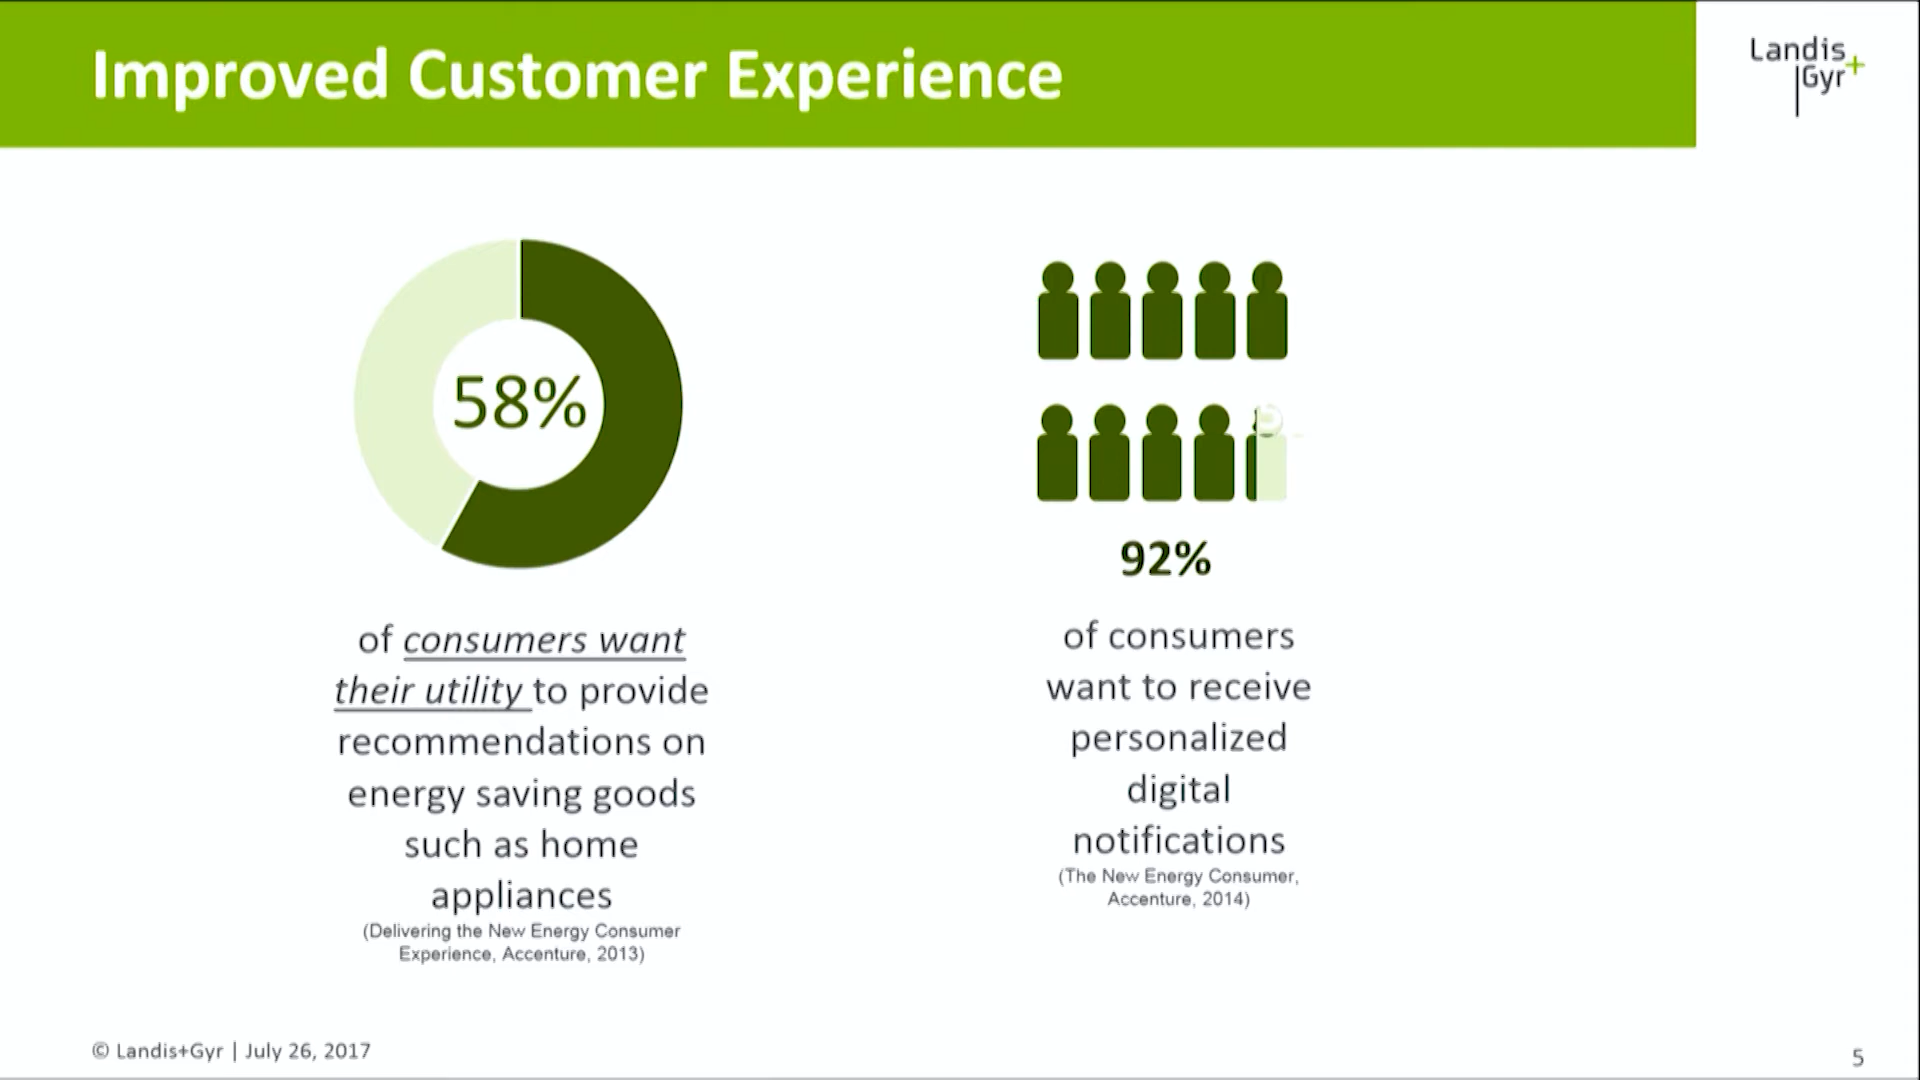 Improved Customer Experience
Landis+
Gyr
58%
of consumers want
their utility to provide
recommendations on
energy saving goods
such as home
appliances
(Delivering the New Energy Consumer
Experience, Accenture, 2013)
92%
of consumers
want to receive
personalized
digital
notifications
(The New Energy Consumer,
Accenture, 2014)
© Landis+Gyr | July 26, 2017
5